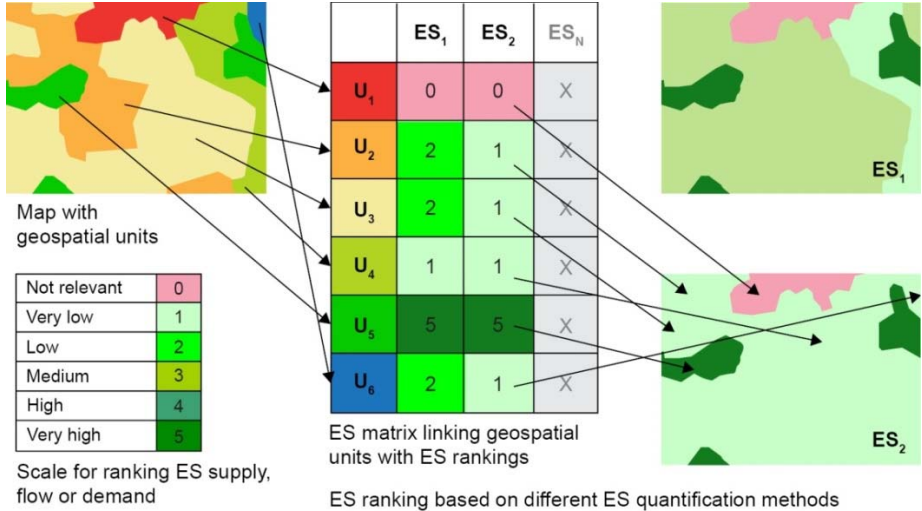 Map with
geospatial units
Not relevant 0
Very low 1
Low 2
Medium 3
High 4
Very high 5
Scale for ranking ES supply,
flow or demand
ES1 ES2 ESN
U1 0 0 X
U2 2 1 X
U3 2 1 X
U4 1 1 X
U5 5 5 X
U6 2 1 X
ES matrix linking geospatial
units with ES rankings
ES ranking based on different ES quantification methods
ES1
ES2